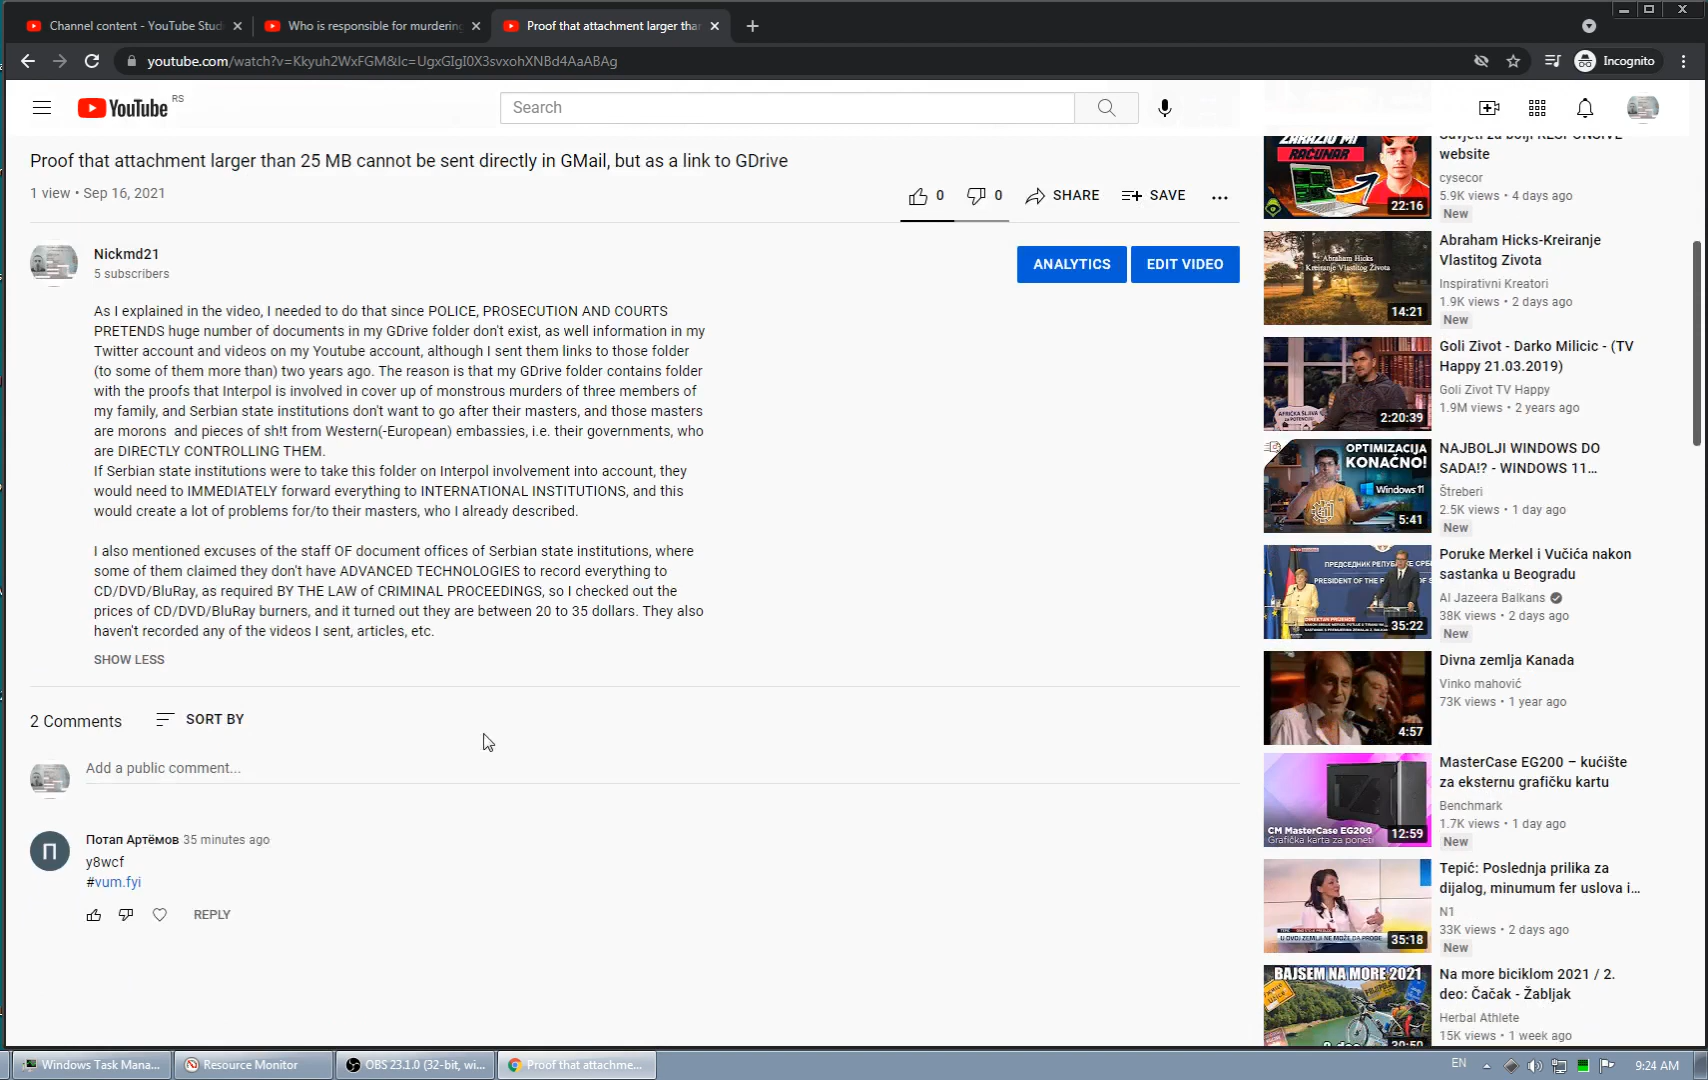 Channel content - YouTube Stud
Who is responsible for murdering
Proof that attachment larger tha
youtube.com/watch?v=Kkyuh2WxFGM&lc=UgxGIgI0X3svxohXNBd4AaABAg
Incognito
YouTube RS
Search
Proof that attachment larger than 25 MB cannot be sent directly in GMail, but as a link to GDrive
1 view • Sep 16, 2021
0
0
SHARE
SAVE
Nickmd21
5 subscribers
ANALYTICS
EDIT VIDEO
As I explained in the video, I needed to do that since POLICE, PROSECUTION AND COURTS
PRETENDS huge number of documents in my GDrive folder don't exist, as well information in my
Twitter account and videos on my Youtube account, although I sent them links to those folder
(to some of them more than) two years ago. The reason is that my GDrive folder contains folder
with the proofs that Interpol is involved in cover up of monstrous murders of three members of
my family, and Serbian state institutions don't want to go after their masters, and those masters
are morons  and pieces of sh!t from Western(-European) embassies, i.e. their governments, who
are DIRECTLY CONTROLLING THEM.
If Serbian state institutions were to take this folder on Interpol involvement into account, they
would need to IMMEDIATELY forward everything to INTERNATIONAL INSTITUTIONS, and this
would create a lot of problems for/to their masters, who I already described.
I also mentioned excuses of the staff OF document offices of Serbian state institutions, where
some of them claimed they don't have ADVANCED TECHNOLOGIES to record everything to
CD/DVD/BluRay, as required BY THE LAW of CRIMINAL PROCEEDINGS, so I checked out the
prices of CD/DVD/BluRay burners, and it turned out they are between 20 to 35 dollars. They also
haven't recorded any of the videos I sent, articles, etc.
SHOW LESS
2 Comments
SORT BY
Add a public comment...
П
Потап Артёмов 35 minutes ago
y8wcf
#vum.fyi
REPLY
ZARAZIO MI
RAČUNAR
22:16
website
cysecor
5.9K views • 4 days ago
New
Abraham Hicks
Kreiranje Vlastitog Života
14:21
Abraham Hicks-Kreiranje
Vlastitog Zivota
Inspirativni Kreatori
1.9K views • 2 days ago
New
2:20:39
Goli Zivot - Darko Milicic - (TV
Happy 21.03.2019)
Goli Zivot TV Happy
1.9M views • 2 years ago
OPTIMIZACIJA
KONAČNO!
Windows 11
5:41
NAJBOLJI WINDOWS DO
SADA!? - WINDOWS 11...
Štreberi
2.5K views • 1 day ago
New
35:22
Poruke Merkel i Vučića nakon
sastanka u Beogradu
Al Jazeera Balkans
38K views • 2 days ago
New
4:57
Divna zemlja Kanada
Vinko mahović
73K views • 1 year ago
CM MasterCase EG200
Grafička karta za poneti
12:59
MasterCase EG200 – kućište
za eksternu grafičku kartu
Benchmark
1.7K views • 1 day ago
New
U OVOJ ZEMLJI NE MOŽE DA PROĐE
35:18
Tepić: Poslednja prilika za
dijalog, minumum fer uslova i...
N1
33K views • 2 days ago
New
BAJSEM NA MORE 2021
Na more biciklom 2021 / 2.
deo: Čačak - Žabljak
Herbal Athlete
15K views • 1 week ago
Windows Task Mana...
Resource Monitor
OBS 23.1.0 (32-bit, wi...
Proof that attachme...
EN
9:24 AM